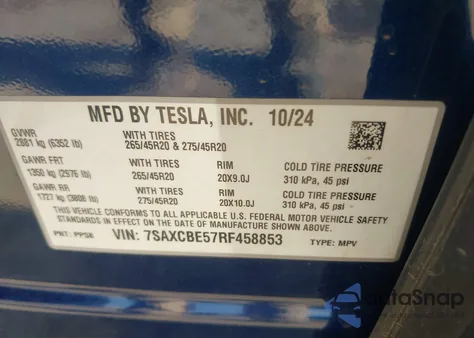 MFD BY TESLA, INC. 10/24
GVWR WITH TIRES
2881 kg (6352 lb) 265/45R20 & 275/45R20
GAWR FRT WITH TIRES RIM COLD TIRE PRESSURE
1350 kg (2976 lb) 265/45R20 20X9.0J 310 kPa, 45 psi
GAWR RR WITH TIRES RIM COLD TIRE PRESSURE
1727 kg (3808 lb) 275/45R20 20X10.0J 310 kPa, 45 psi
THIS VEHICLE CONFORMS TO ALL APPLICABLE U.S. FEDERAL MOTOR VEHICLE SAFETY
STANDARDS IN EFFECT ON THE DATE OF MANUFACTURE SHOWN ABOVE.
PNT: PPSB VIN: 7SAXCBE57RF458853 TYPE: MPV
autoSnap